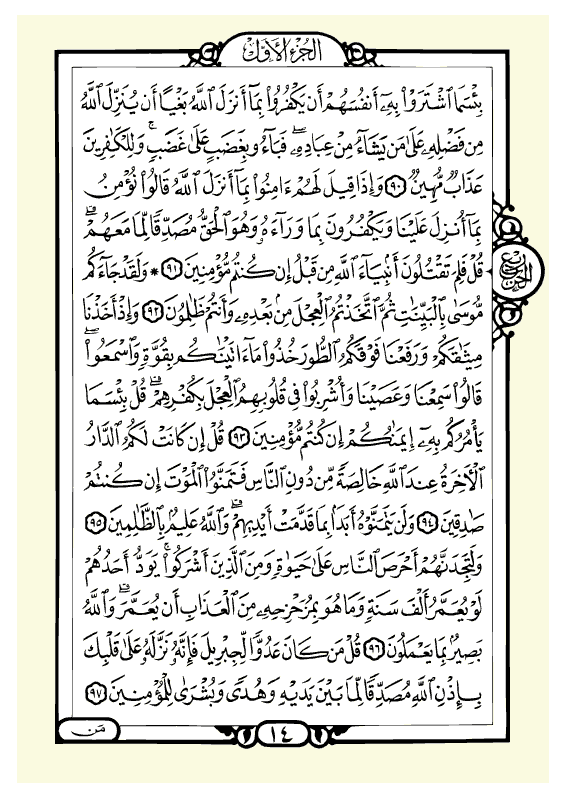 الجزء الأول
بِئْسَمَا ٱشْتَرَوْا۟ بِهِۦٓ أَنفُسَهُمْ أَن يَكْفُرُوا۟ بِمَآ أَنزَلَ ٱللَّهُ بَغْيًا أَن يُنَزِّلَ ٱللَّهُ
مِن فَضْلِهِۦ عَلَىٰ مَن يَشَآءُ مِنْ عِبَادِهِۦۖ فَبَآءُو بِغَضَبٍ عَلَىٰ غَضَبٍۚ وَلِلْكَـٰفِرِينَ
عَذَابٌ مُّهِينٌ ٩٠ وَإِذَا قِيلَ لَهُمْ ءَامِنُوا۟ بِمَآ أَنزَلَ ٱللَّهُ قَالُوا۟ نُؤْمِنُ
بِمَآ أُنزِلَ عَلَيْنَا وَيَكْفُرُونَ بِمَا وَرَآءَهُۥ وَهُوَ ٱلْحَقُّ مُصَدِّقًا لِّمَا مَعَهُمْۗ
قُلْ فَلِمَ تَقْتُلُونَ أَنۢبِيَآءَ ٱللَّهِ مِن قَبْلُ إِن كُنتُم مُّؤْمِنِينَ ٩١ * وَلَقَدْ جَآءَكُم
مُّوسَىٰ بِٱلْبَيِّنَـٰتِ ثُمَّ ٱتَّخَذْتُمُ ٱلْعِجْلَ مِنۢ بَعْدِهِۦ وَأَنتُمْ ظَـٰلِمُونَ ٩٢ وَإِذْ أَخَذْنَا
مِيثَـٰقَكُمْ وَرَفَعْنَا فَوْقَكُمُ ٱلطُّورَ خُذُوا۟ مَآ ءَاتَيْنَـٰكُم بِقُوَّةٍ وَٱسْمَعُوا۟ۖ
قَالُوا۟ سَمِعْنَا وَعَصَيْنَا وَأُشْرِبُوا۟ فِى قُلُوبِهِمُ ٱلْعِجْلَ بِكُفْرِهِمْۚ قُلْ بِئْسَمَا
يَأْمُرُكُم بِهِۦٓ إِيمَـٰنُكُمْ إِن كُنتُم مُّؤْمِنِينَ ٩٣ قُلْ إِن كَانَتْ لَكُمُ ٱلدَّارُ
ٱلْـَٔاخِرَةُ عِندَ ٱللَّهِ خَالِصَةً مِّن دُونِ ٱلنَّاسِ فَتَمَنَّوُا۟ ٱلْمَوْتَ إِن كُنتُمْ
صَـٰدِقِينَ ٩٤ وَلَن يَتَمَنَّوْهُ أَبَدًۢا بِمَا قَدَّمَتْ أَيْدِيهِمْۗ وَٱللَّهُ عَلِيمٌۢ بِٱلظَّـٰلِمِينَ ٩٥
وَلَتَجِدَنَّهُمْ أَحْرَصَ ٱلنَّاسِ عَلَىٰ حَيَوٰةٍ وَمِنَ ٱلَّذِينَ أَشْرَكُوا۟ۚ يَوَدُّ أَحَدُهُمْ
لَوْ يُعَمَّرُ أَلْفَ سَنَةٍ وَمَا هُوَ بِمُزَحْزِحِهِۦ مِنَ ٱلْعَذَابِ أَن يُعَمَّرَۗ وَٱللَّهُ
بَصِيرٌۢ بِمَا يَعْمَلُونَ ٩٦ قُلْ مَن كَانَ عَدُوًّا لِّجِبْرِيلَ فَإِنَّهُۥ نَزَّلَهُۥ عَلَىٰ قَلْبِكَ
بِإِذْنِ ٱللَّهِ مُصَدِّقًا لِّمَا بَيْنَ يَدَيْهِ وَهُدًى وَبُشْرَىٰ لِلْمُؤْمِنِينَ ٩٧
ربع
الحزب
١٤
مَن